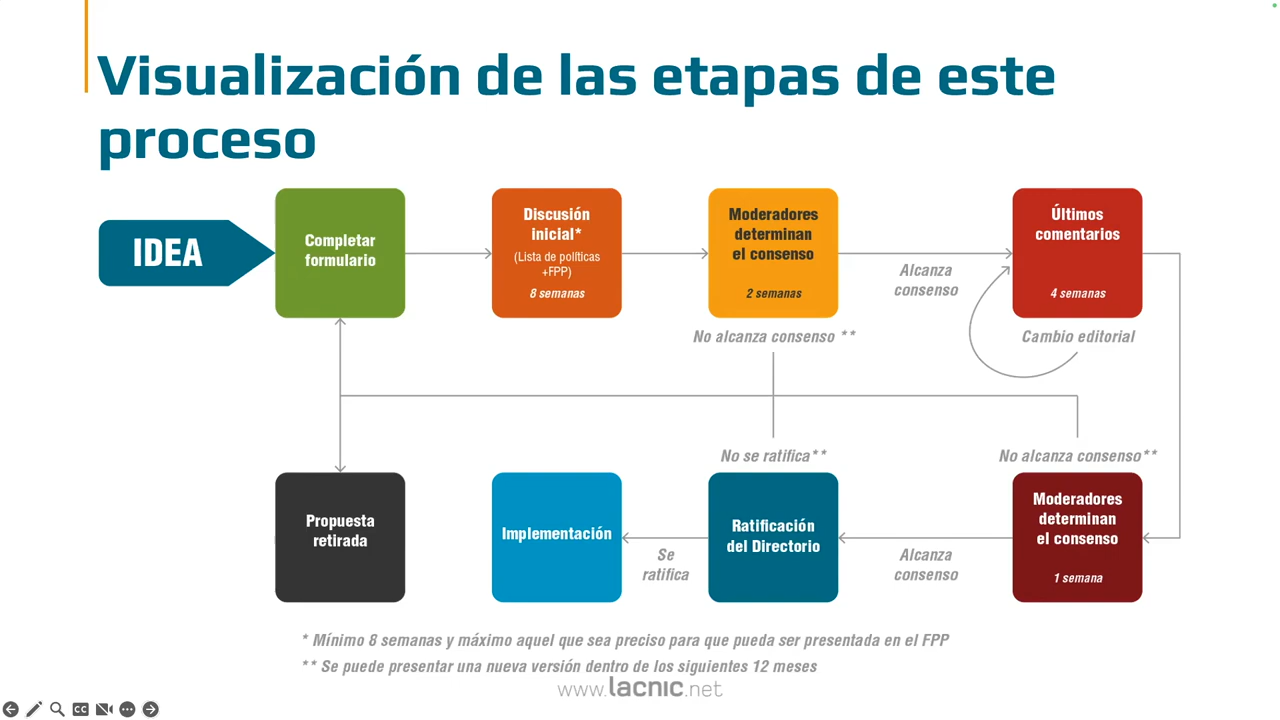 Visualización de las etapas de este
proceso
IDEA
Completar
formulario
Discusión
inicial*
(Lista de políticas
+FPP)
8 semanas
Moderadores
determinan
el consenso
2 semanas
Alcanza
consenso
Últimos
comentarios
4 semanas
No alcanza consenso **
Cambio editorial
No se ratifica**
No alcanza consenso**
Propuesta
retirada
Implementación
Se
ratifica
Ratificación
del Directorio
Alcanza
consenso
Moderadores
determinan
el consenso
1 semana
* Mínimo 8 semanas y máximo aquel que sea preciso para que pueda ser presentada en el FPP
** Se puede presentar una nueva versión dentro de los siguientes 12 meses
www.lacnic.net
CC